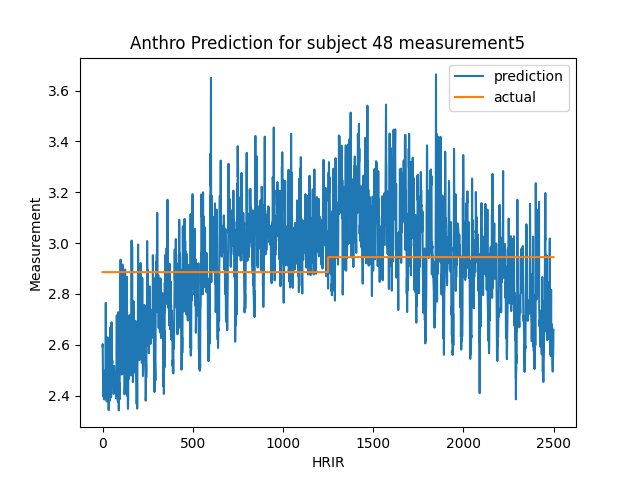 Anthro Prediction for subject 48 measurement5
prediction
actual
3.6
3.4
3.2
3.0
2.8
2.6
2.4
Measurement
0
500
1000
1500
2000
2500
HRIR